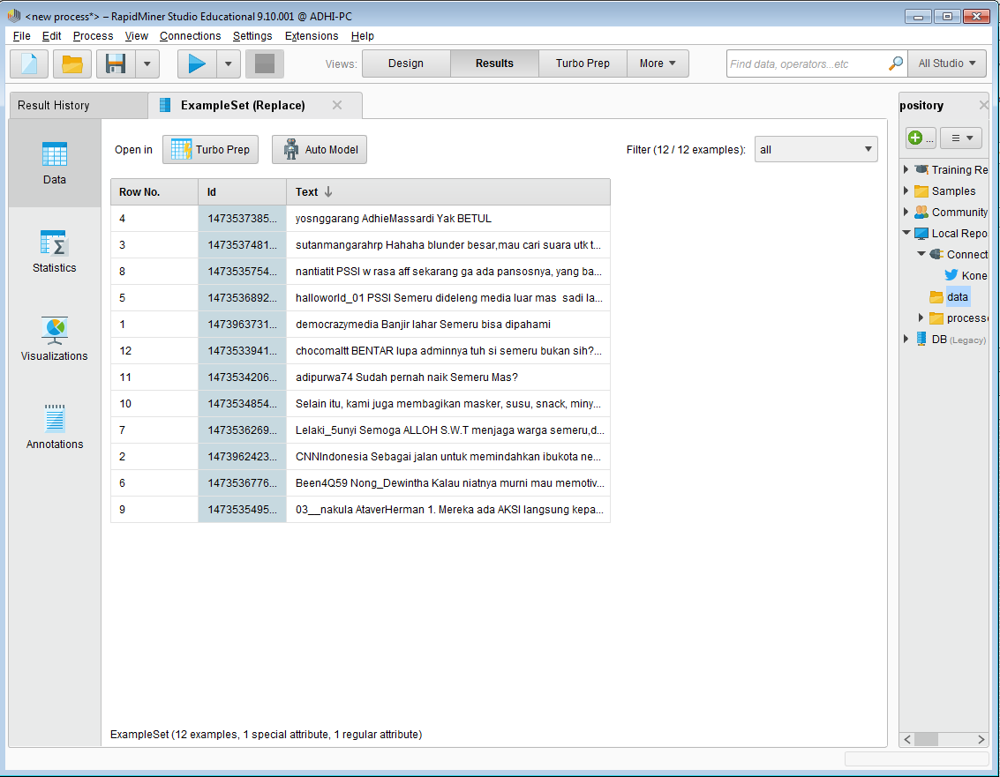 <new process*> – RapidMiner Studio Educational 9.10.001 @ ADHI-PC
File Edit Process View Connections Settings Extensions Help
Views: Design Results Turbo Prep More Find data, operators...etc All Studio
Result History ExampleSet (Replace) pository
Open in Turbo Prep Auto Model Filter (12 / 12 examples): all
...
Data
Statistics
Visualizations
Annotations
Row No. Id Text
4 1473537385... yosnggarang AdhieMassardi Yak BETUL
3 1473537481... sutanmangarahrp Hahaha blunder besar,mau cari suara utk t...
8 1473535754... nantiatit PSSI w rasa aff sekarang ga ada pansosnya, yang ba...
5 1473536892... halloworld_01 PSSI Semeru dideleng media luar mas  sadi la...
1 1473963731... democrazymedia Banjir lahar Semeru bisa dipahami
12 1473533941... chocomaltt BENTAR lupa adminnya tuh si semeru bukan sih?...
11 1473534206... adipurwa74 Sudah pernah naik Semeru Mas?
10 1473534854... Selain itu, kami juga membagikan masker, susu, snack, miny...
7 1473536269... Lelaki_5unyi Semoga ALLOH S.W.T menjaga warga semeru,d...
2 1473962423... CNNIndonesia Sebagai jalan untuk memindahkan ibukota ne...
6 1473536776... Been4Q59 Nong_Dewintha Kalau niatnya murni mau memotiv...
9 1473535495... 03__nakula AtaverHerman 1. Mereka ada AKSI langsung kepa...
ExampleSet (12 examples, 1 special attribute, 1 regular attribute)
Training Re
Samples
Community
Local Repo
Connect
Kone
data
processe
DB (Legacy)